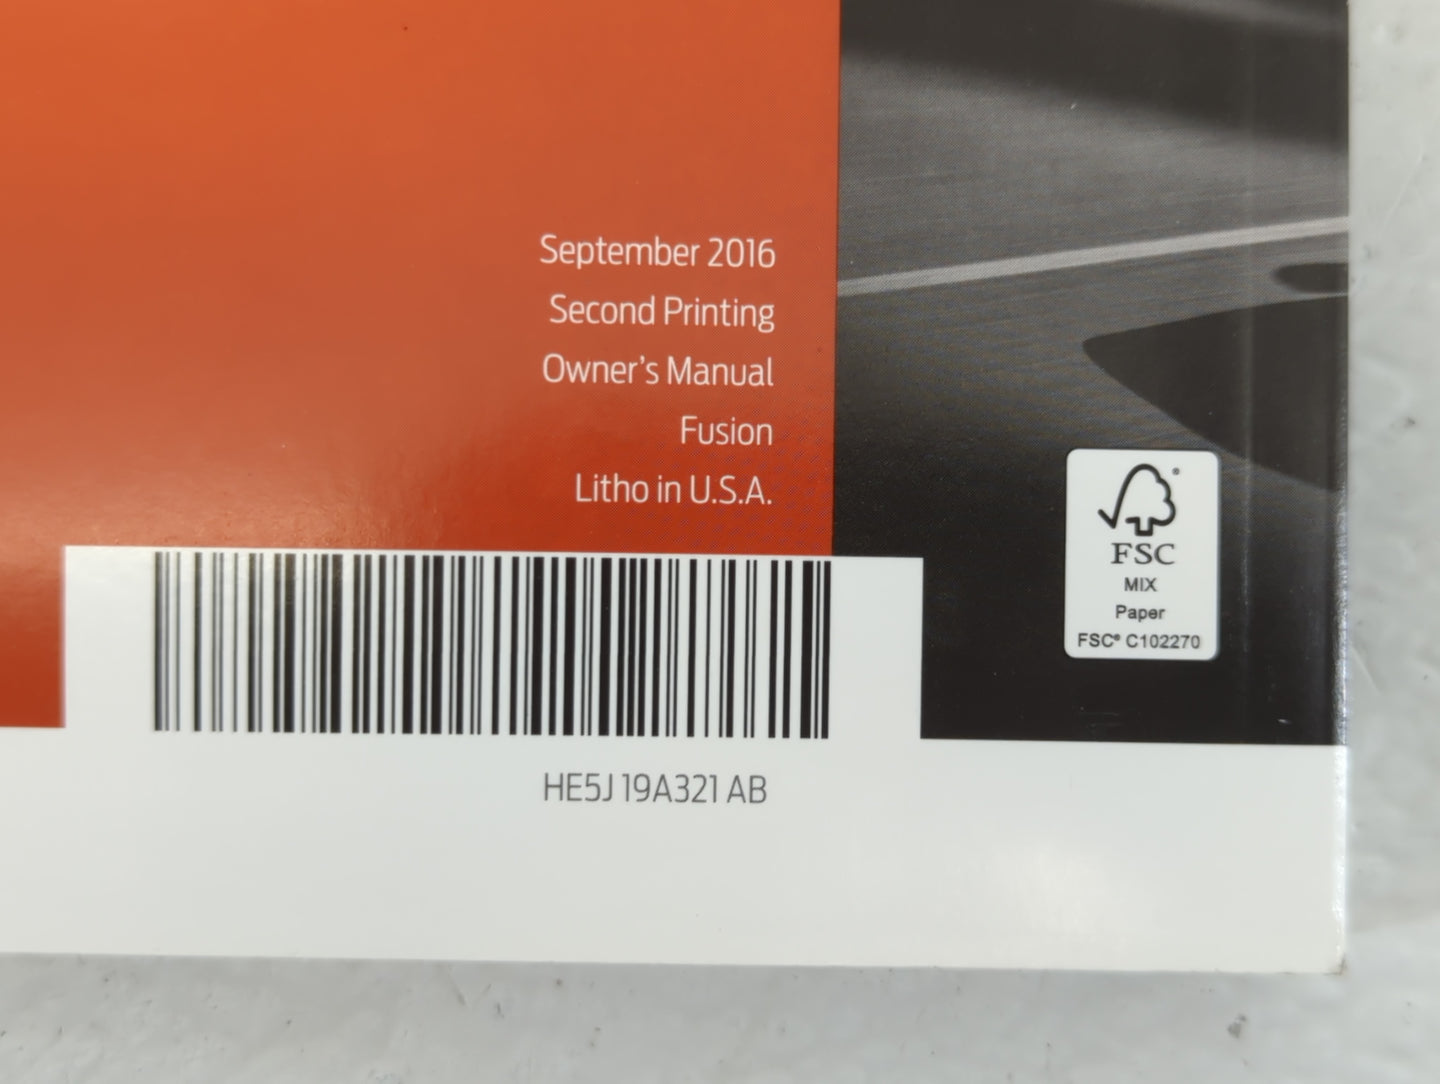 September 2016
Second Printing
Owner's Manual
Fusion
Litho in U.S.A.
HE5J 19A321 AB
®
FSC
MIX
Paper
FSC® C102270